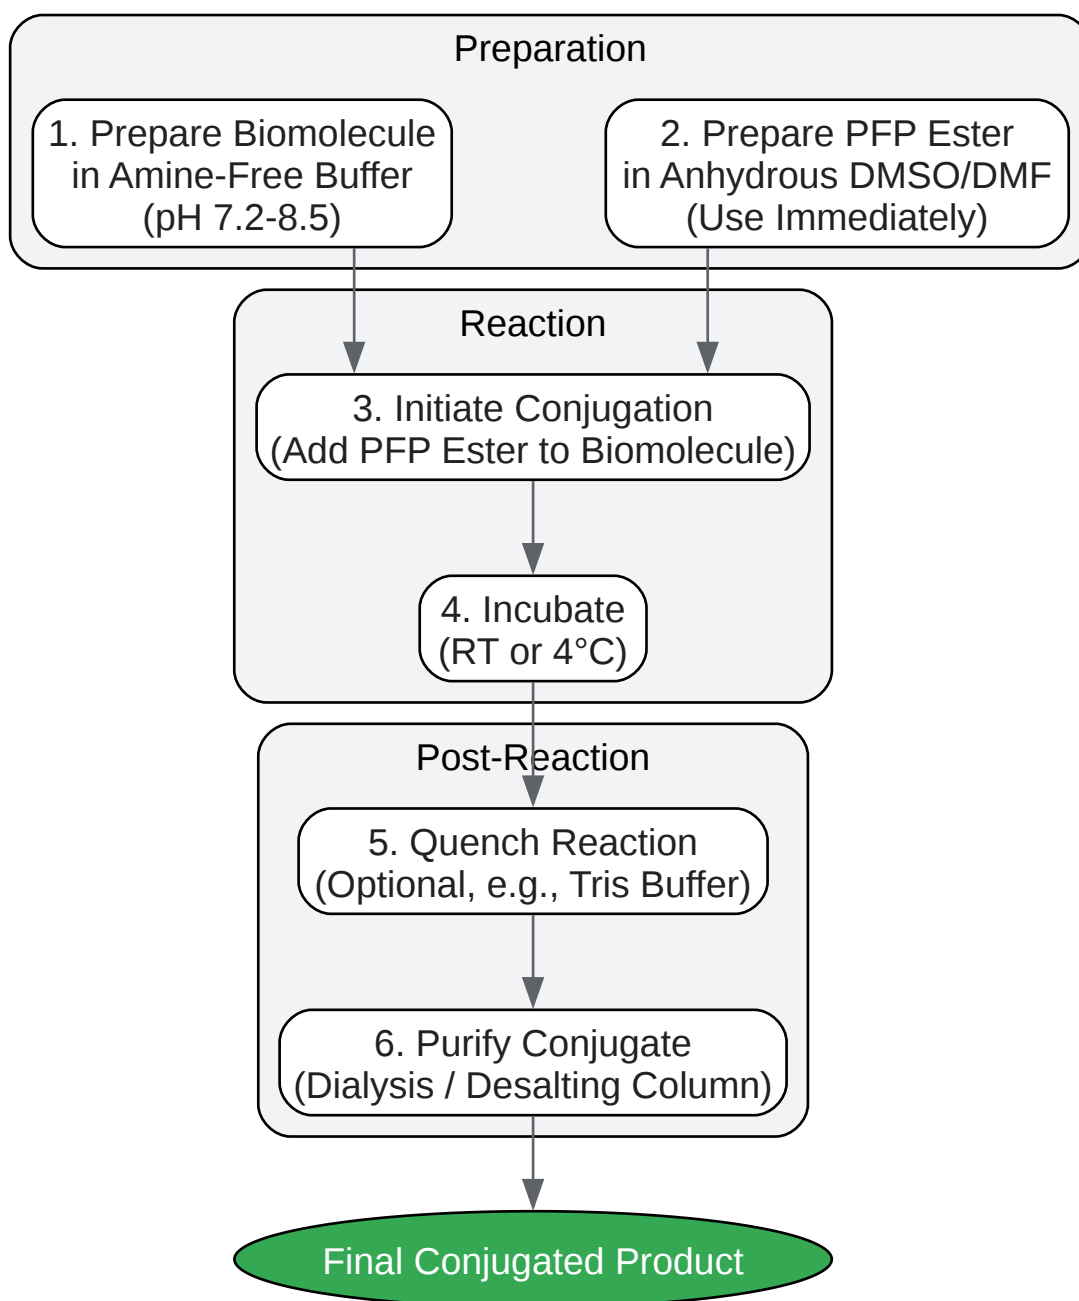 Preparation
1. Prepare Biomolecule
in Amine-Free Buffer
(pH 7.2-8.5)
2. Prepare PFP Ester
in Anhydrous DMSO/DMF
(Use Immediately)
Reaction
3. Initiate Conjugation
(Add PFP Ester to Biomolecule)
4. Incubate
(RT or 4°C)
Post-Reaction
5. Quench Reaction
(Optional, e.g., Tris Buffer)
6. Purify Conjugate
(Dialysis / Desalting Column)
Final Conjugated Product